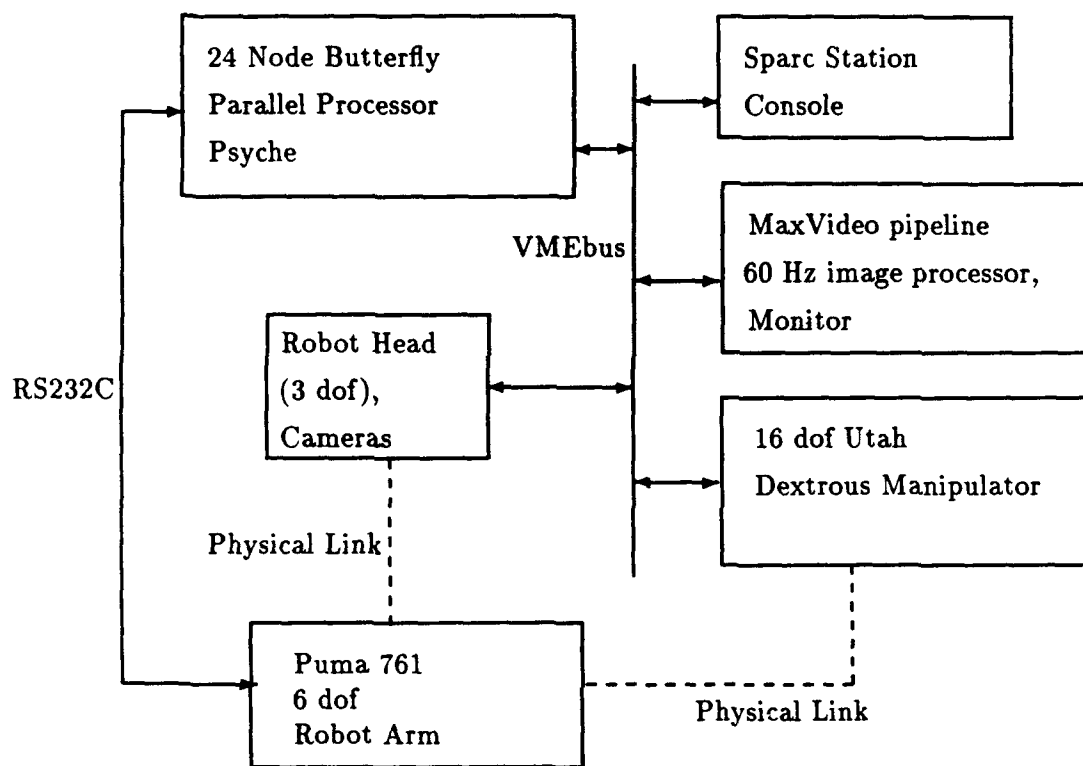 24 Node Butterfly
Parallel Processor
Psyche
Sparc Station
Console
VMEbus
MaxVideo pipeline
60 Hz image processor,
Monitor
RS232C
Robot Head
(3 dof),
Cameras
16 dof Utah
Dextrous Manipulator
Physical Link
Puma 761
6 dof
Robot Arm
Physical Link